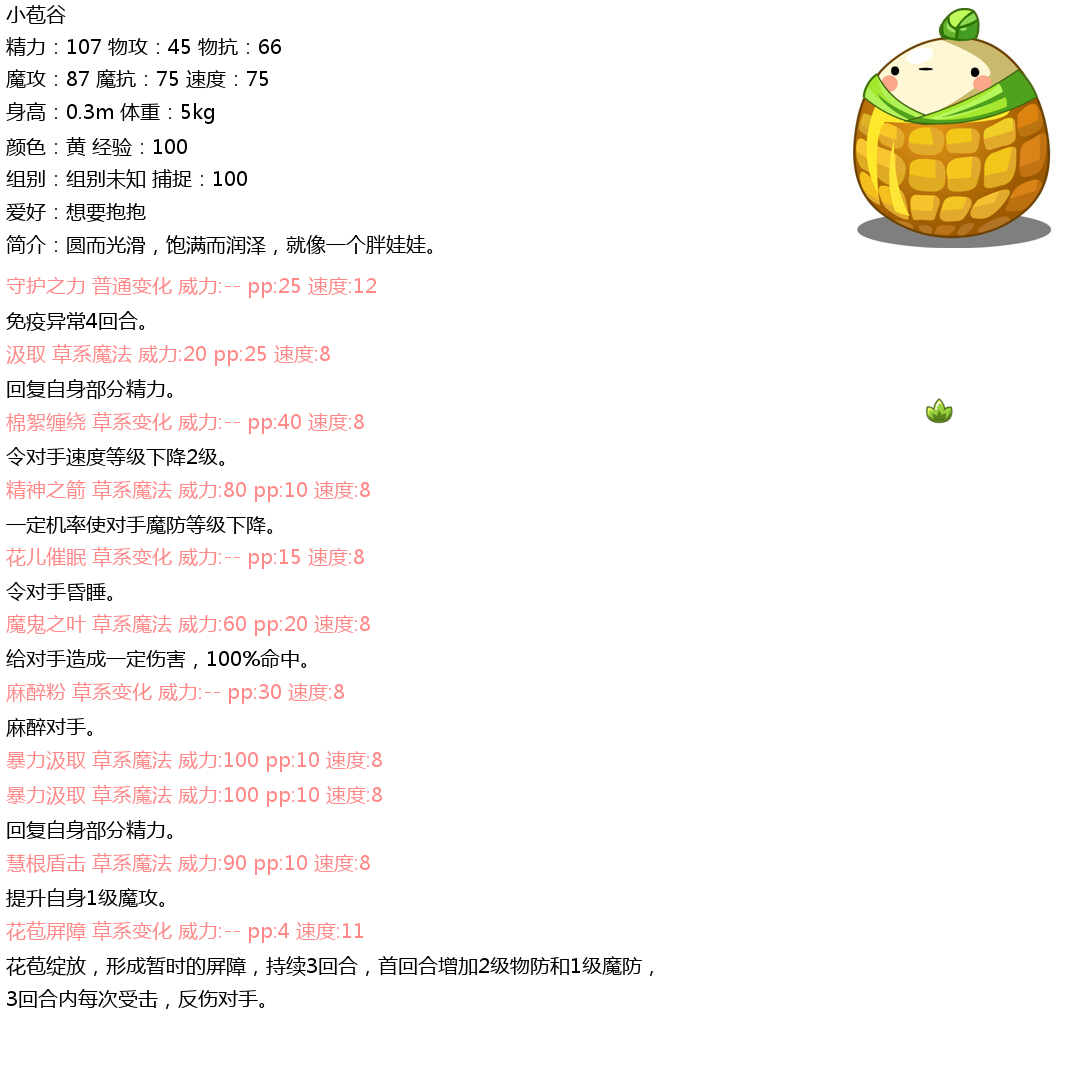 小苞谷
精力：107 物攻：45 物抗：66
魔攻：87 魔抗：75 速度：75
身高：0.3m 体重：5kg
颜色：黄 经验：100
组别：组别未知 捕捉：100
爱好：想要抱抱
简介：圆而光滑，饱满而润泽，就像一个胖娃娃。
守护之力 普通变化 威力:-- pp:25 速度:12
免疫异常4回合。
汲取 草系魔法 威力:20 pp:25 速度:8
回复自身部分精力。
棉絮缠绕 草系变化 威力:-- pp:40 速度:8
令对手速度等级下降2级。
精神之箭 草系魔法 威力:80 pp:10 速度:8
一定机率使对手魔防等级下降。
花儿催眠 草系变化 威力:-- pp:15 速度:8
令对手昏睡。
魔鬼之叶 草系魔法 威力:60 pp:20 速度:8
给对手造成一定伤害，100%命中。
麻醉粉 草系变化 威力:-- pp:30 速度:8
麻醉对手。
暴力汲取 草系魔法 威力:100 pp:10 速度:8
暴力汲取 草系魔法 威力:100 pp:10 速度:8
回复自身部分精力。
慧根盾击 草系魔法 威力:90 pp:10 速度:8
提升自身1级魔攻。
花苞屏障 草系变化 威力:-- pp:4 速度:11
花苞绽放，形成暂时的屏障，持续3回合，首回合增加2级物防和1级魔防，
3回合内每次受击，反伤对手。